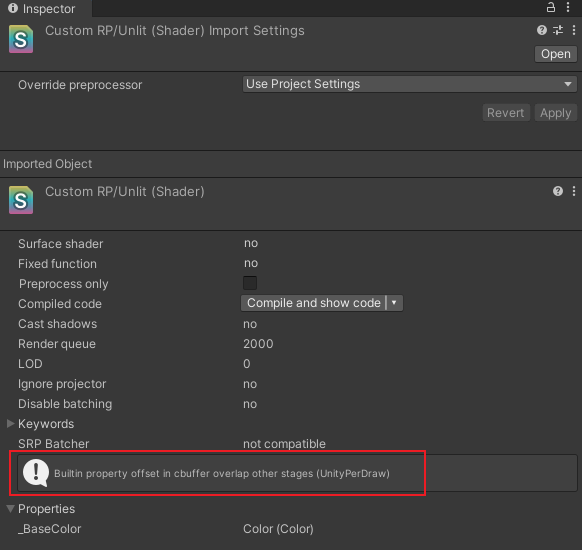 Inspector
Custom RP/Unlit (Shader) Import Settings
Open
Override preprocessor Use Project Settings
Revert Apply
Imported Object
Custom RP/Unlit (Shader)
Surface shader no
Fixed function no
Preprocess only
Compiled code Compile and show code | ▾
Cast shadows no
Render queue 2000
LOD 0
Ignore projector no
Disable batching no
Keywords
SRP Batcher not compatible
Builtin property offset in cbuffer overlap other stages (UnityPerDraw)
Properties
_BaseColor Color (Color)